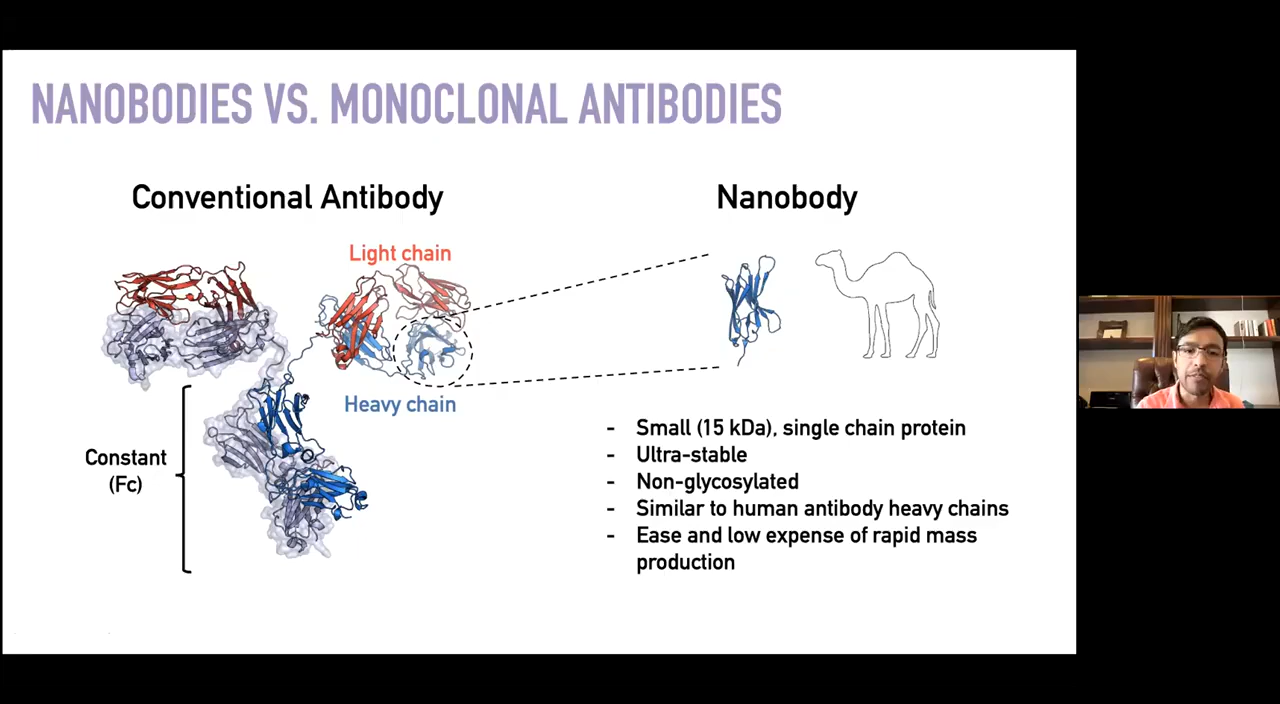 NANOBODIES VS. MONOCLONAL ANTIBODIES
Conventional Antibody
Nanobody
Light chain
Heavy chain
Constant
(Fc)
- Small (15 kDa), single chain protein
- Ultra-stable
- Non-glycosylated
- Similar to human antibody heavy chains
- Ease and low expense of rapid mass
production